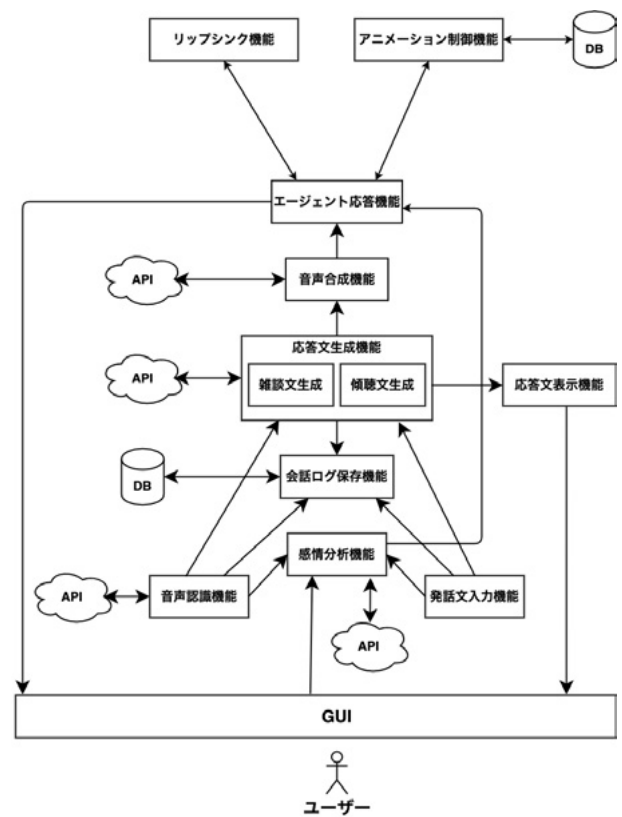 リップシンク機能
アニメーション制御機能
DB
エージェント応答機能
API
音声合成機能
応答文生成機能
API
雑談文生成
傾聴文生成
応答文表示機能
DB
会話ログ保存機能
感情分析機能
API
音声認識機能
発話文入力機能
API
GUI
ユーザー